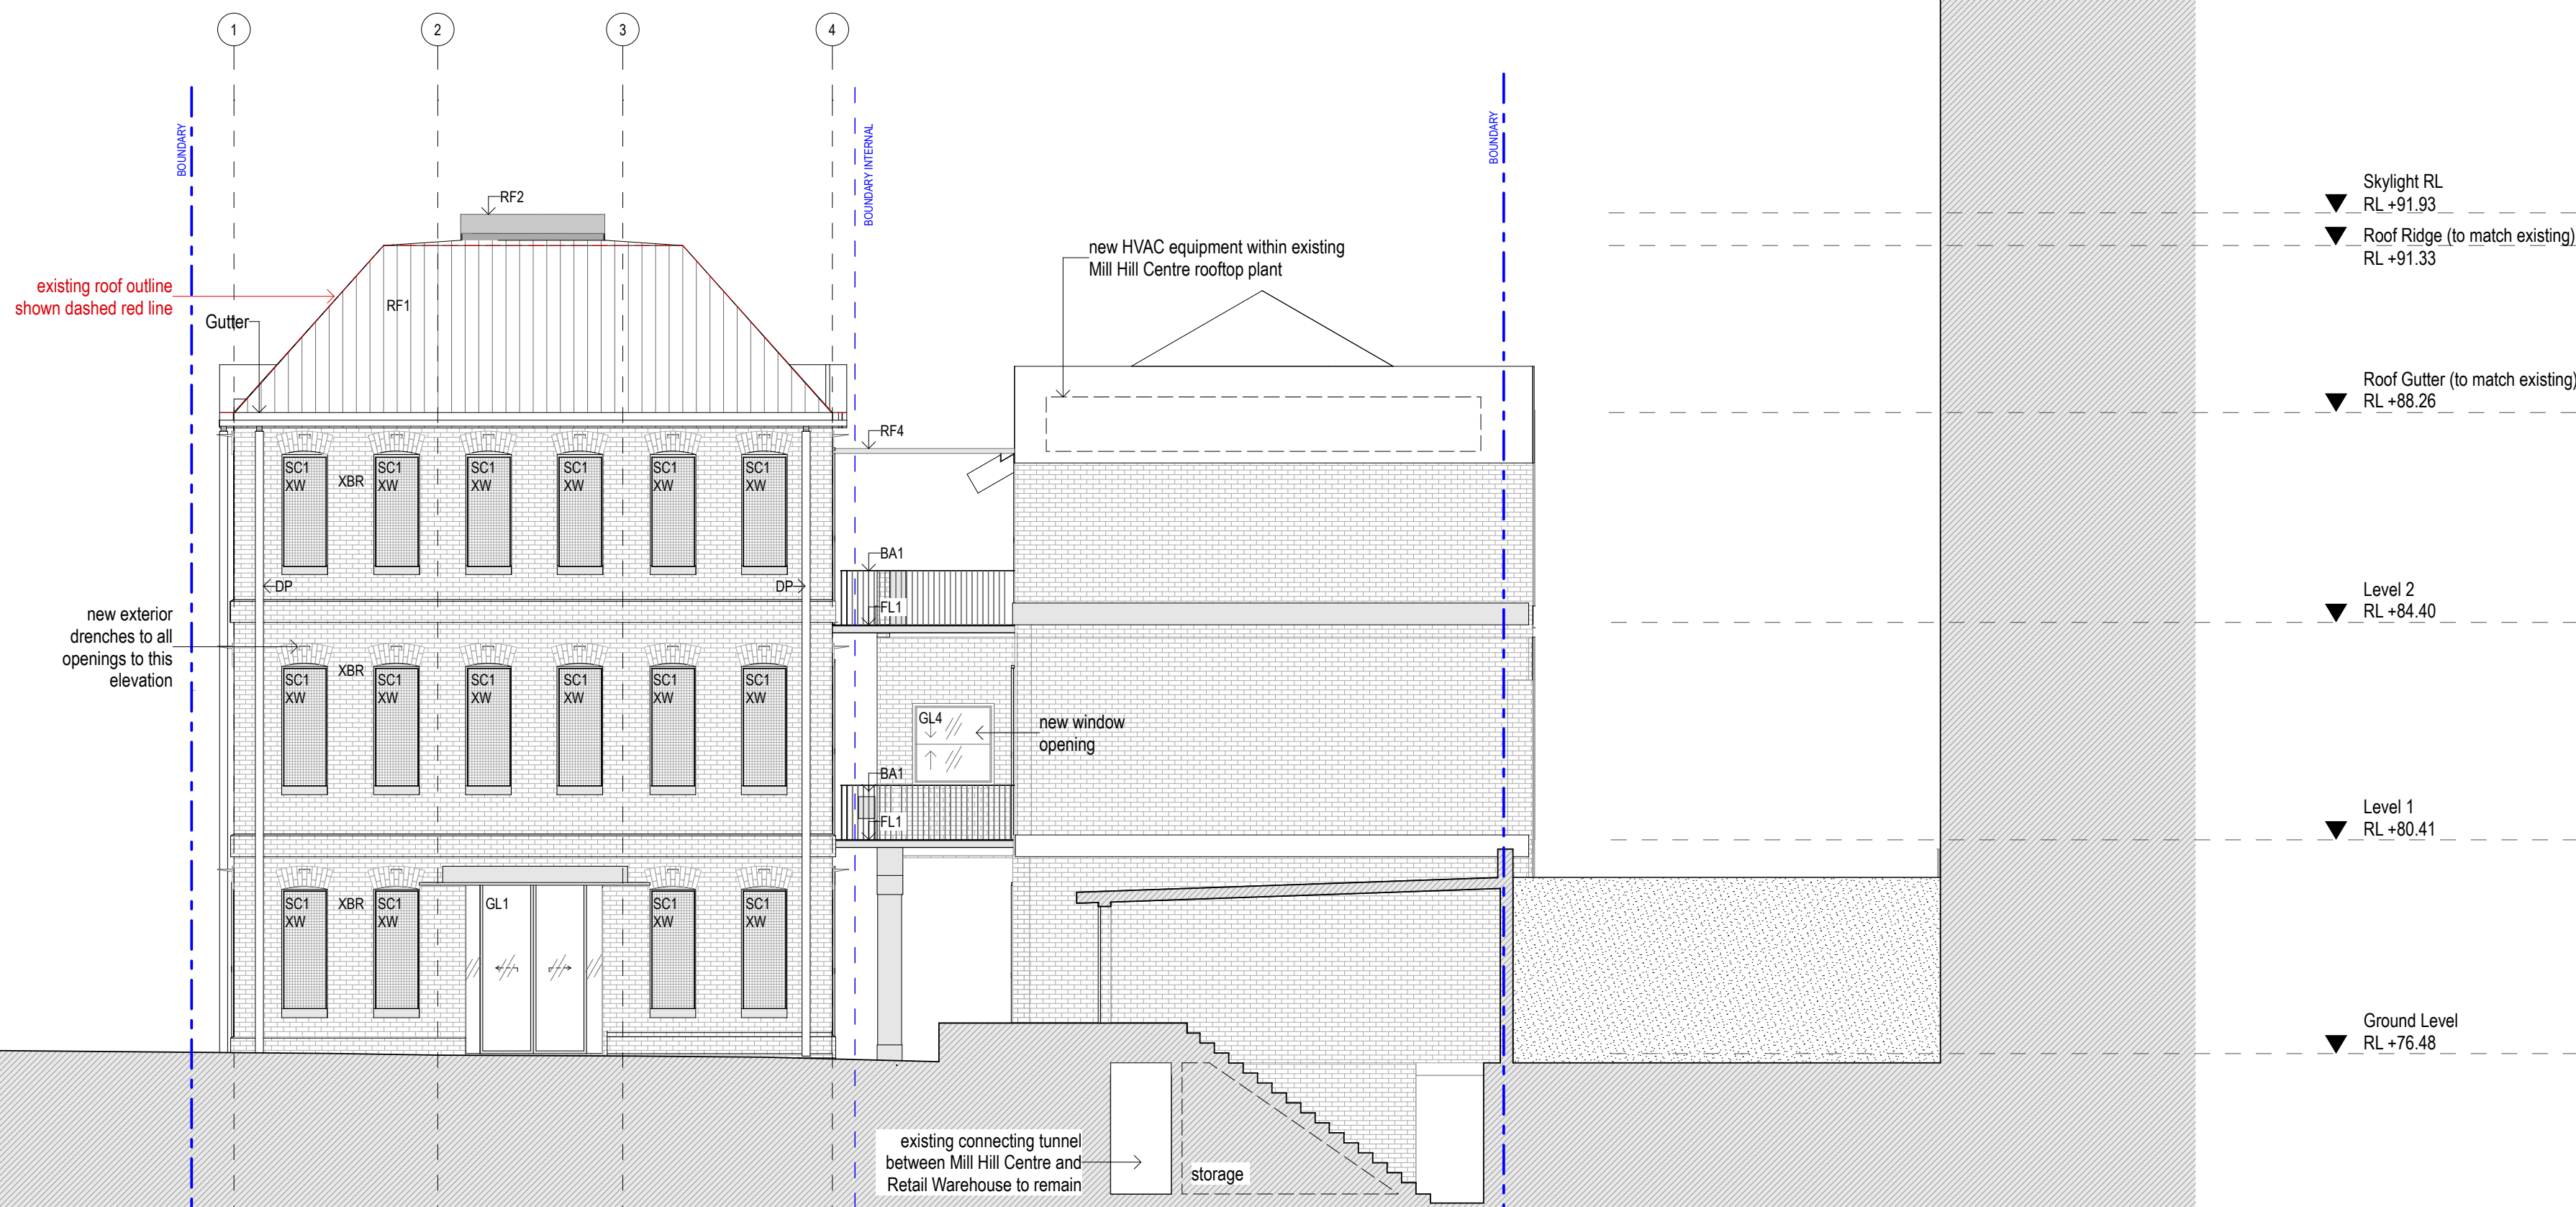 1
2
3
4
BOUNDARY
BOUNDARY INTERNAL
BOUNDARY
Skylight RL
RL +91.93
RF2
Roof Ridge (to match existing)
RL +91.33
new HVAC equipment within existing
Mill Hill Centre rooftop plant
existing roof outline
shown dashed red line
RF1
Gutter
Roof Gutter (to match existing)
RL +88.26
RF4
SC1
XW
XBR
SC1
XW
SC1
XW
SC1
XW
SC1
XW
SC1
XW
BA1
DP
DP
FL1
Level 2
RL +84.40
new exterior
drenches to all
openings to this
elevation
SC1
XW
XBR
SC1
XW
SC1
XW
SC1
XW
SC1
XW
SC1
XW
GL4
new window
opening
BA1
FL1
Level 1
RL +80.41
SC1
XW
XBR
SC1
XW
GL1
SC1
XW
SC1
XW
Ground Level
RL +76.48
existing connecting tunnel
between Mill Hill Centre and
Retail Warehouse to remain
storage